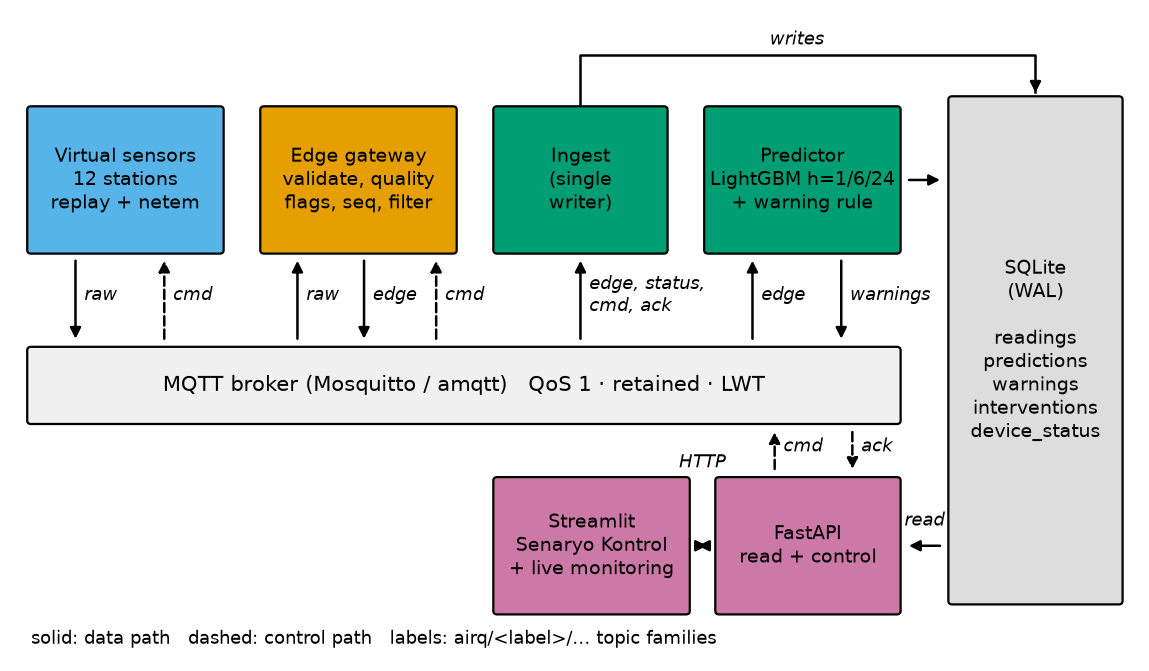 writes
Virtual sensors
12 stations
replay + netem
Edge gateway
validate, quality
flags, seq, filter
Ingest
(single
writer)
Predictor
LightGBM h=1/6/24
+ warning rule
SQLite
(WAL)
readings
predictions
warnings
interventions
device_status
raw
cmd
raw
edge
cmd
edge, status,
cmd, ack
edge
warnings
MQTT broker (Mosquitto / amqtt)   QoS 1 · retained · LWT
cmd
ack
HTTP
Streamlit
Senaryo Kontrol
+ live monitoring
FastAPI
read + control
read
solid: data path   dashed: control path   labels: airq/<label>/... topic families